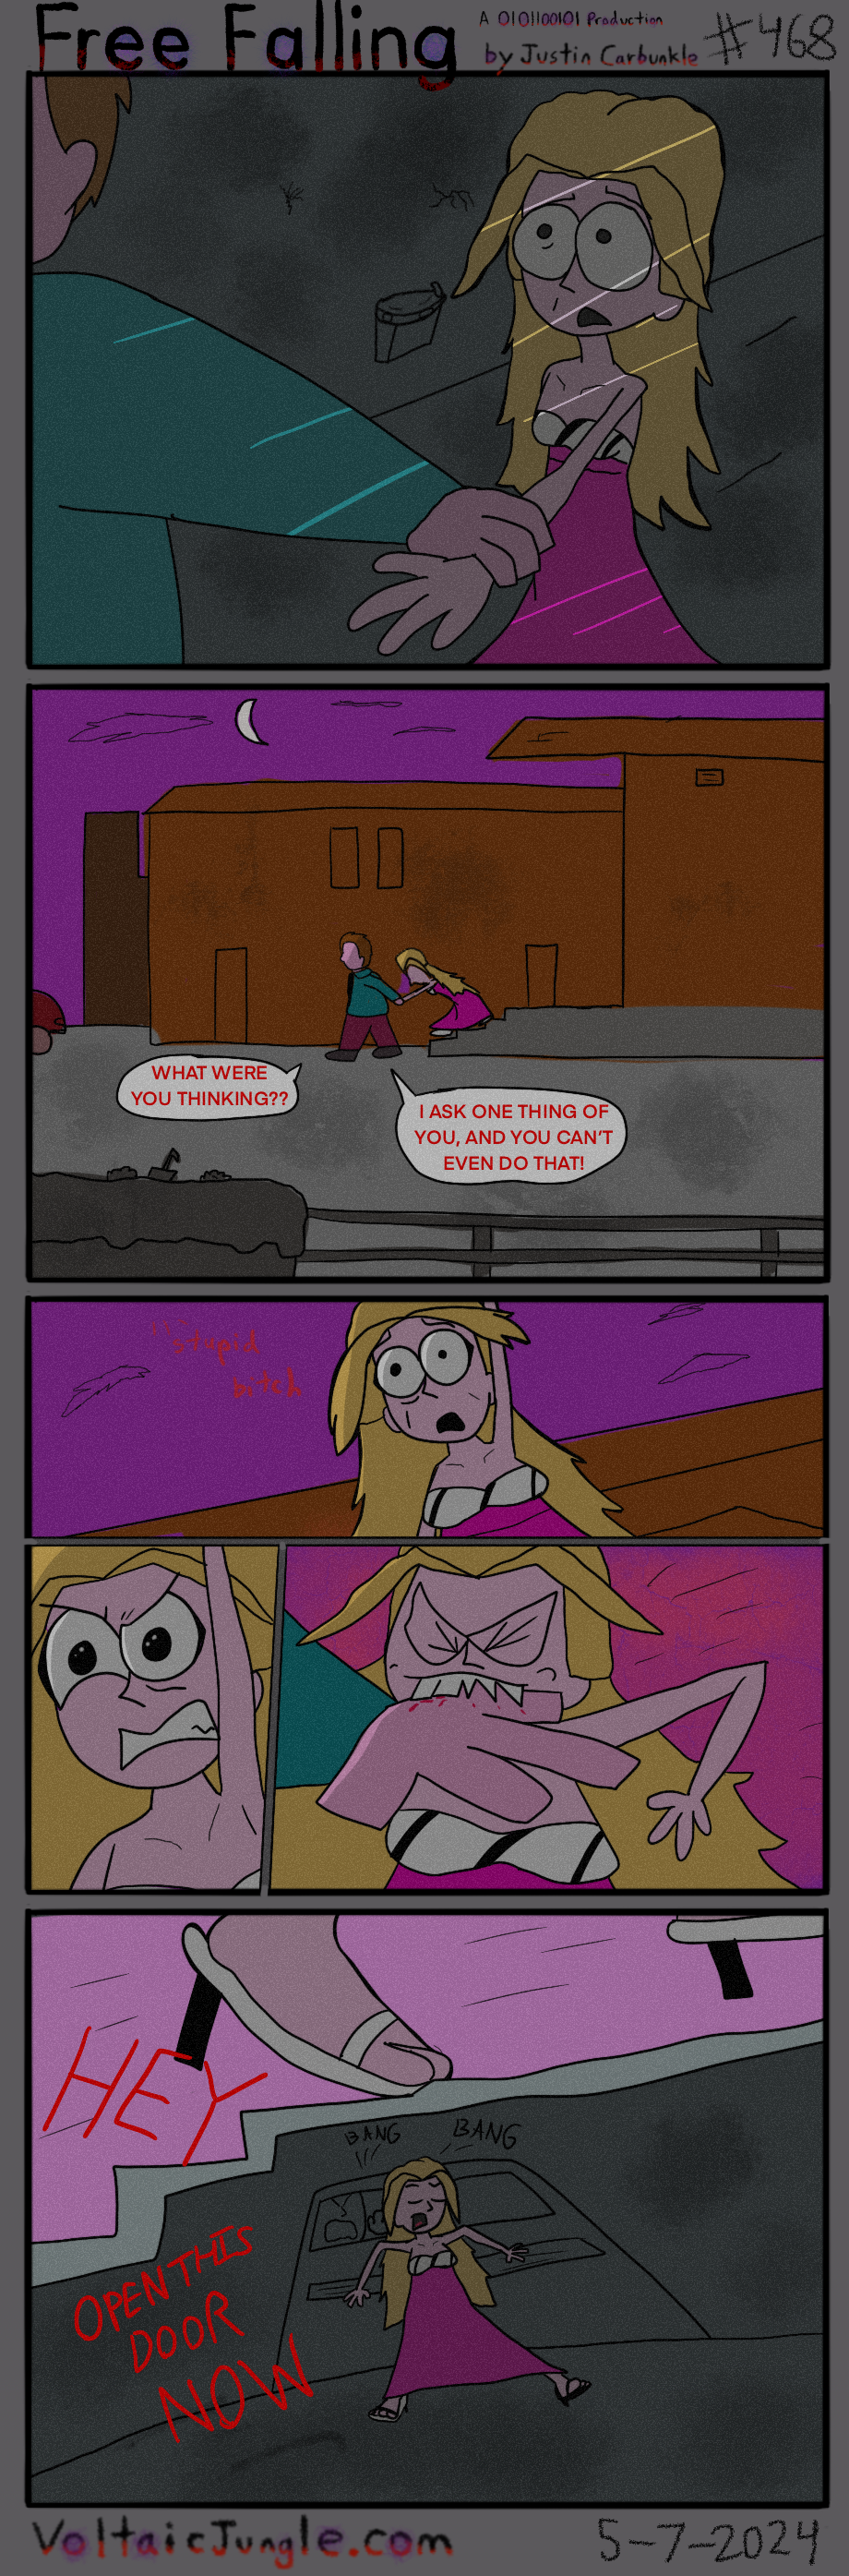 Free Falling
A 0101100101 Production
by Justin Carbunkle
#468
WHAT WERE
YOU THINKING??
I ASK ONE THING OF
YOU, AND YOU CAN'T
EVEN DO THAT!
stupid
bitch
HEY
BANG BANG
OPEN THIS
DOOR
NOW
VoltaicJungle.com
5-7-2024